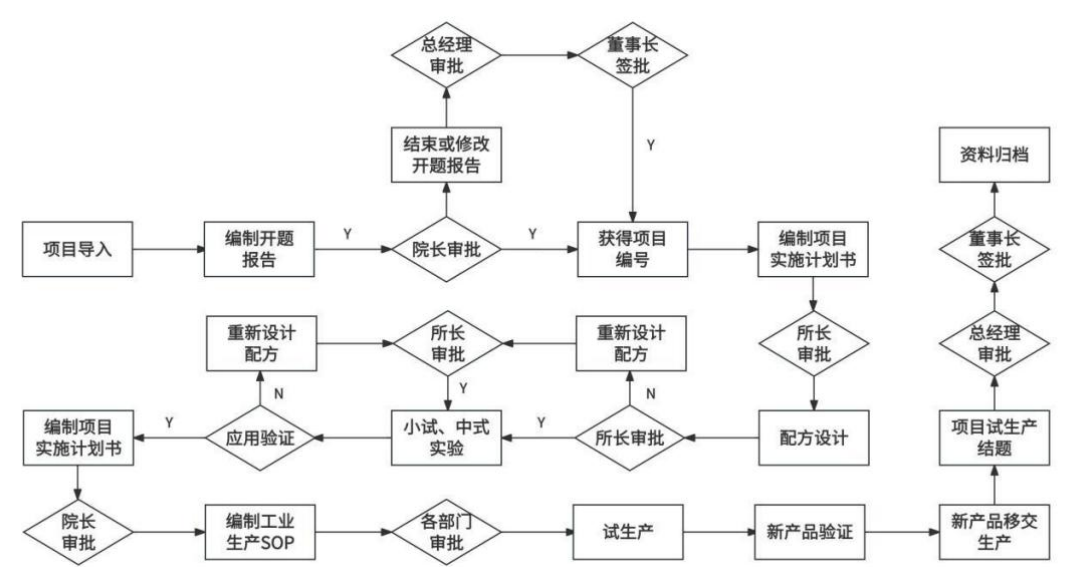 总经理
审批
董事长
签批
结束或修改
开题报告
Y
资料归档
项目导入
编制开题
报告
Y
院长审批
Y
获得项目
编号
编制项目
实施计划书
董事长
签批
重新设计
配方
所长
审批
重新设计
配方
所长
审批
总经理
审批
N
Y
N
编制项目
实施计划书
Y
应用验证
小试、中式
实验
Y
所长审批
配方设计
项目试生产
结题
院长
审批
编制工业
生产SOP
各部门
审批
试生产
新产品验证
新产品移交
生产